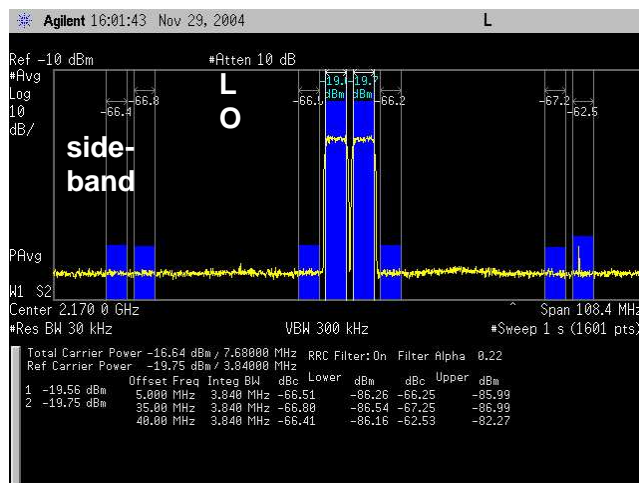 Agilent 16:01:43 Nov 29, 2004 L
Ref -10 dBm #Atten 10 dB
#Avg
Log
10
dB/
-66.4
-66.8
L
O
-66.5
dBm
-19.7
dBm
-66.2
-67.2
-62.5
side-
band
PAvg
W1 S2
Center 2.170 0 GHz ^ Span 108.4 MHz
#Res BW 30 kHz VBW 300 kHz #Sweep 1 s (1601 pts)
Total Carrier Power -16.64 dBm/ 7.68000 MHz RRC Filter: On Filter Alpha 0.22
Ref Carrier Power -19.75 dBm/ 3.84000 MHz
Offset Freq Integ BW dBc Lower dBm dBc Upper dBm
1 -19.56 dBm 5.000 MHz 3.840 MHz -66.51 -86.26 -66.25 -85.99
2 -19.75 dBm 35.00 MHz 3.840 MHz -66.80 -86.54 -67.25 -86.99
40.00 MHz 3.840 MHz -66.41 -86.16 -62.53 -82.27